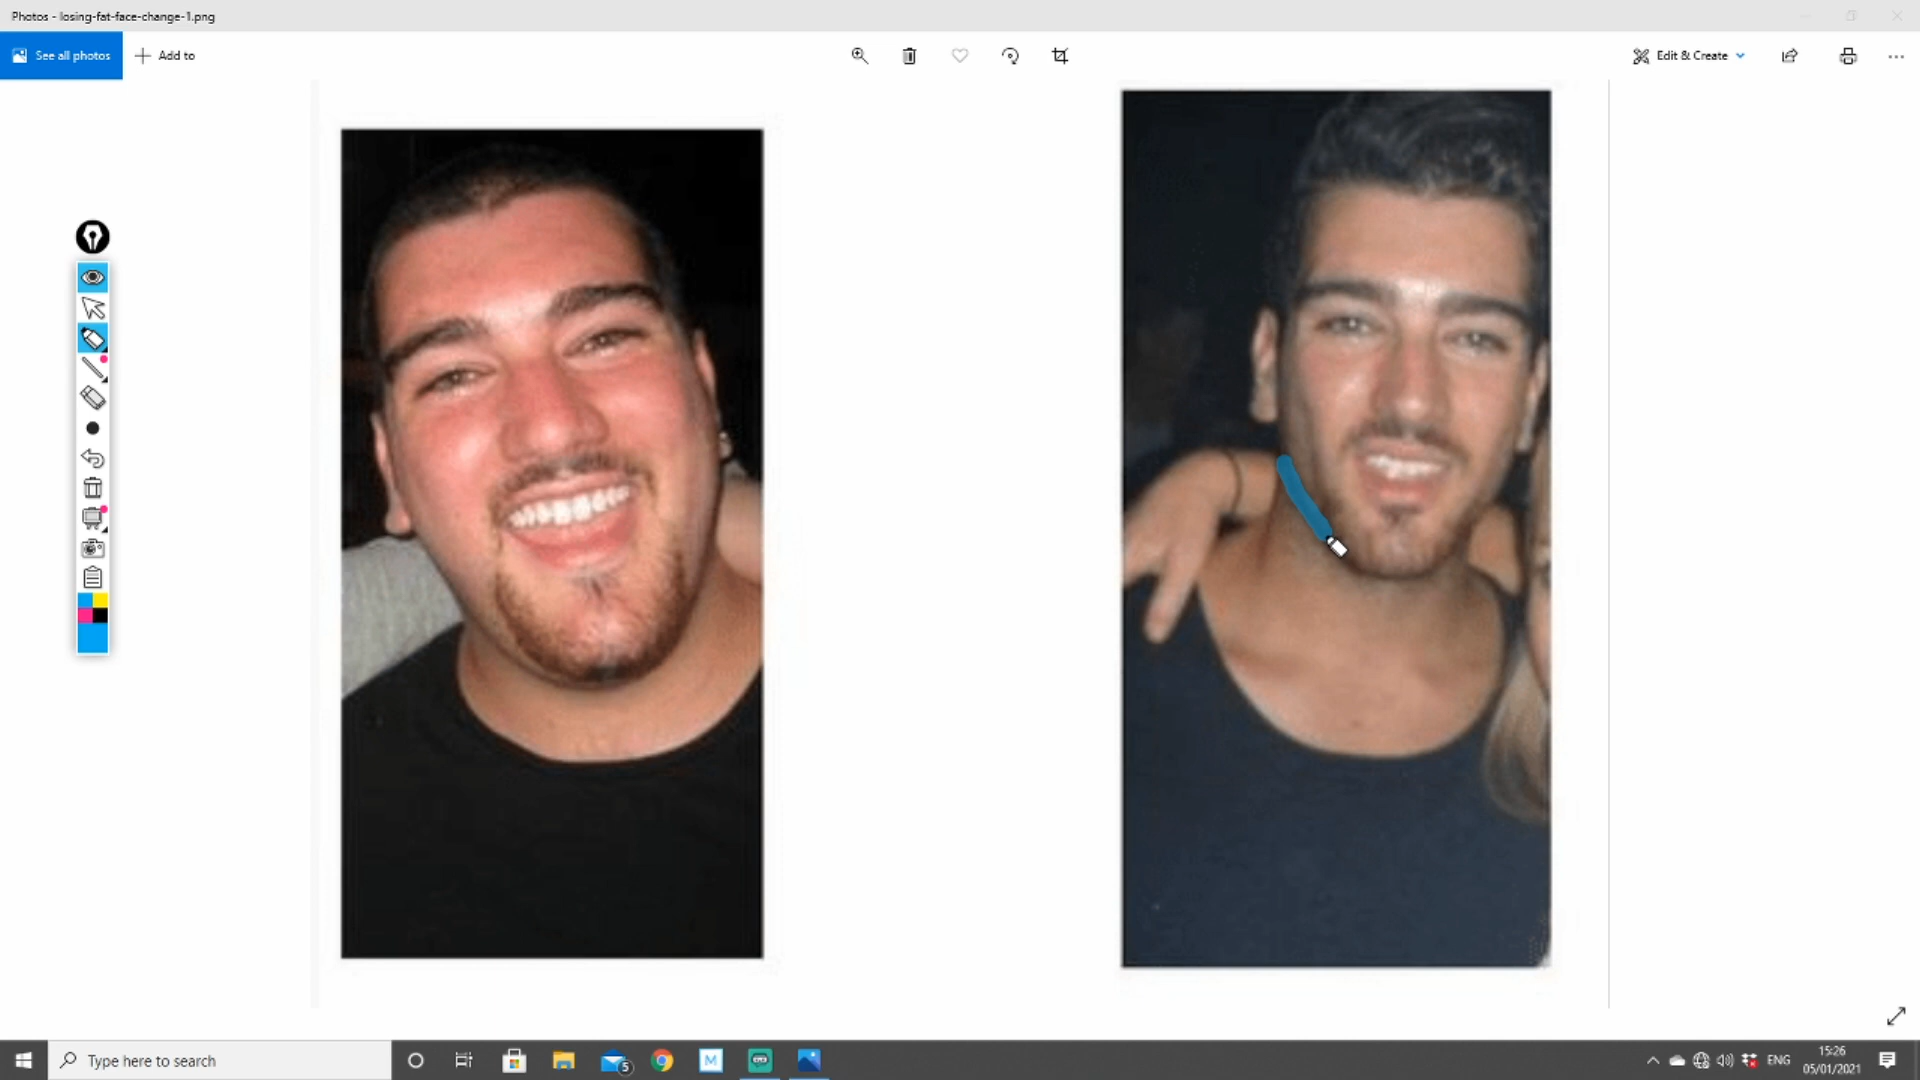 Photos - losing-fat-face-change-1.png
See all photos
Add to
Edit & Create
M
5
Type here to search
ENG
15:26
05/01/2021